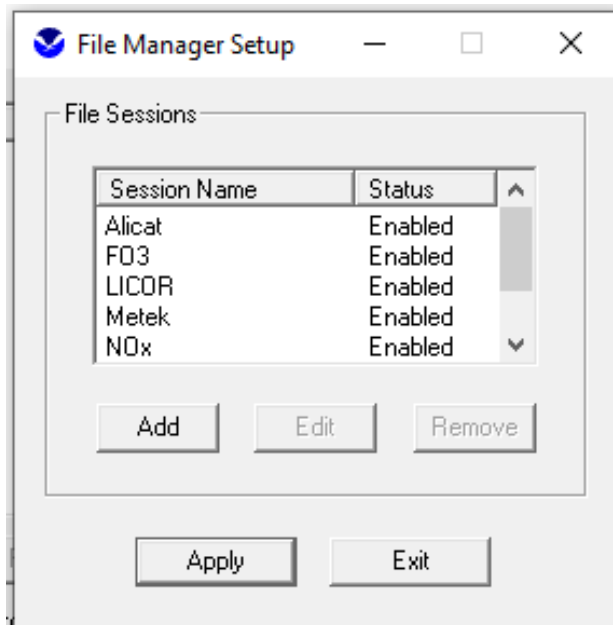 File Manager Setup
File Sessions
Session Name Status
Alicat Enabled
FO3 Enabled
LICOR Enabled
Metek Enabled
NOx Enabled
Add Edit Remove
Apply Exit